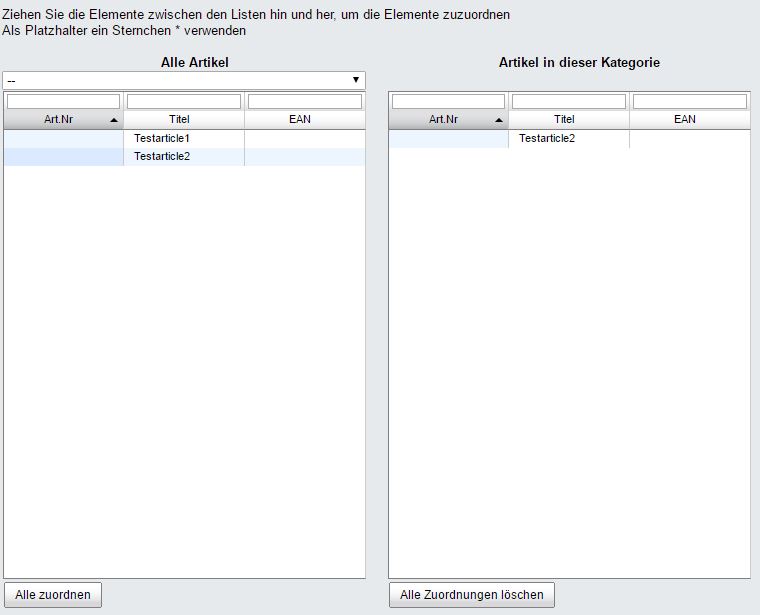 Ziehen Sie die Elemente zwischen den Listen hin und her, um die Elemente zuzuordnen
Als Platzhalter ein Sternchen * verwenden
Alle Artikel
--
Art.Nr Titel EAN
Testarticle1
Testarticle2
Alle zuordnen
Artikel in dieser Kategorie
Art.Nr Titel EAN
Testarticle2
Alle Zuordnungen löschen